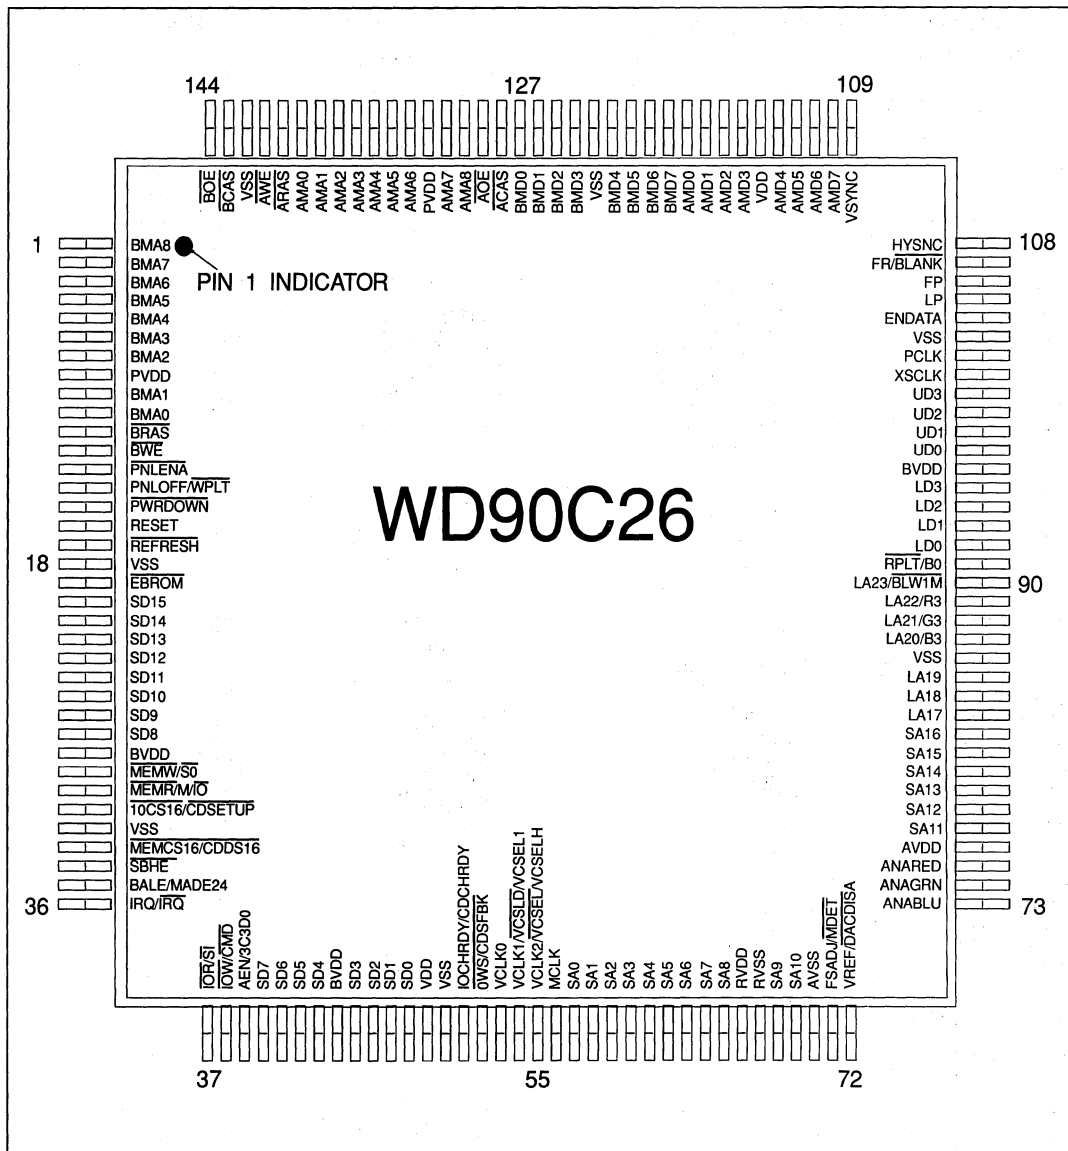 144 127 109
BOE
BCAS
VSS
AWE
ARAS
AMA0
AMA1
AMA2
AMA3
AMA4
AMA5
AMA6
PVDD
AMA7
AMA8
AOE
ACAS
BMD0
BMD1
BMD2
BMD3
VSS
BMD4
BMD5
BMD6
BMD7
AMD0
AMD1
AMD2
AMD3
VDD
AMD4
AMD5
AMD6
AMD7
VSYNC
1
BMA8
PIN 1 INDICATOR
BMA7
BMA6
BMA5
BMA4
BMA3
BMA2
PVDD
BMA1
BMA0
BRAS
BWE
PNLENA
PNLOFF/WPLT
PWRDOWN
RESET
REFRESH
18
VSS
EBROM
SD15
SD14
SD13
SD12
SD11
SD10
SD9
SD8
BVDD
MEMW/S0
MEMR/M/IO
10CS16/CDSETUP
VSS
MEMCS16/CDDS16
SBHE
BALE/MADE24
36
IRQ/IRQ
WD90C26
HYSNC
108
FR/BLANK
FP
LP
ENDATA
VSS
PCLK
XSCLK
UD3
UD2
UD1
UD0
BVDD
LD3
LD2
LD1
LD0
RPLT/B0
LA23/BLW1M
90
LA22/R3
LA21/G3
LA20/B3
VSS
LA19
LA18
LA17
SA16
SA15
SA14
SA13
SA12
SA11
AVDD
ANARED
ANAGRN
ANABLU
73
IOR/SI
IOW/CMD
AEN/3C3D0
SD7
SD6
SD5
SD4
BVDD
SD3
SD2
SD1
SD0
VDD
VSS
IOCHRDY/CDCHRDY
0WS/CDSFBK
VCLK0
VCLK1/VCSLD/VCSEL1
VCLK2/VCSEL/VCSELH
MCLK
SA0
SA1
SA2
SA3
SA4
SA5
SA6
SA7
SA8
RVDD
RVSS
SA9
SA10
AVSS
FSADJ/MDET
VREF/DACDISA
37 55 72